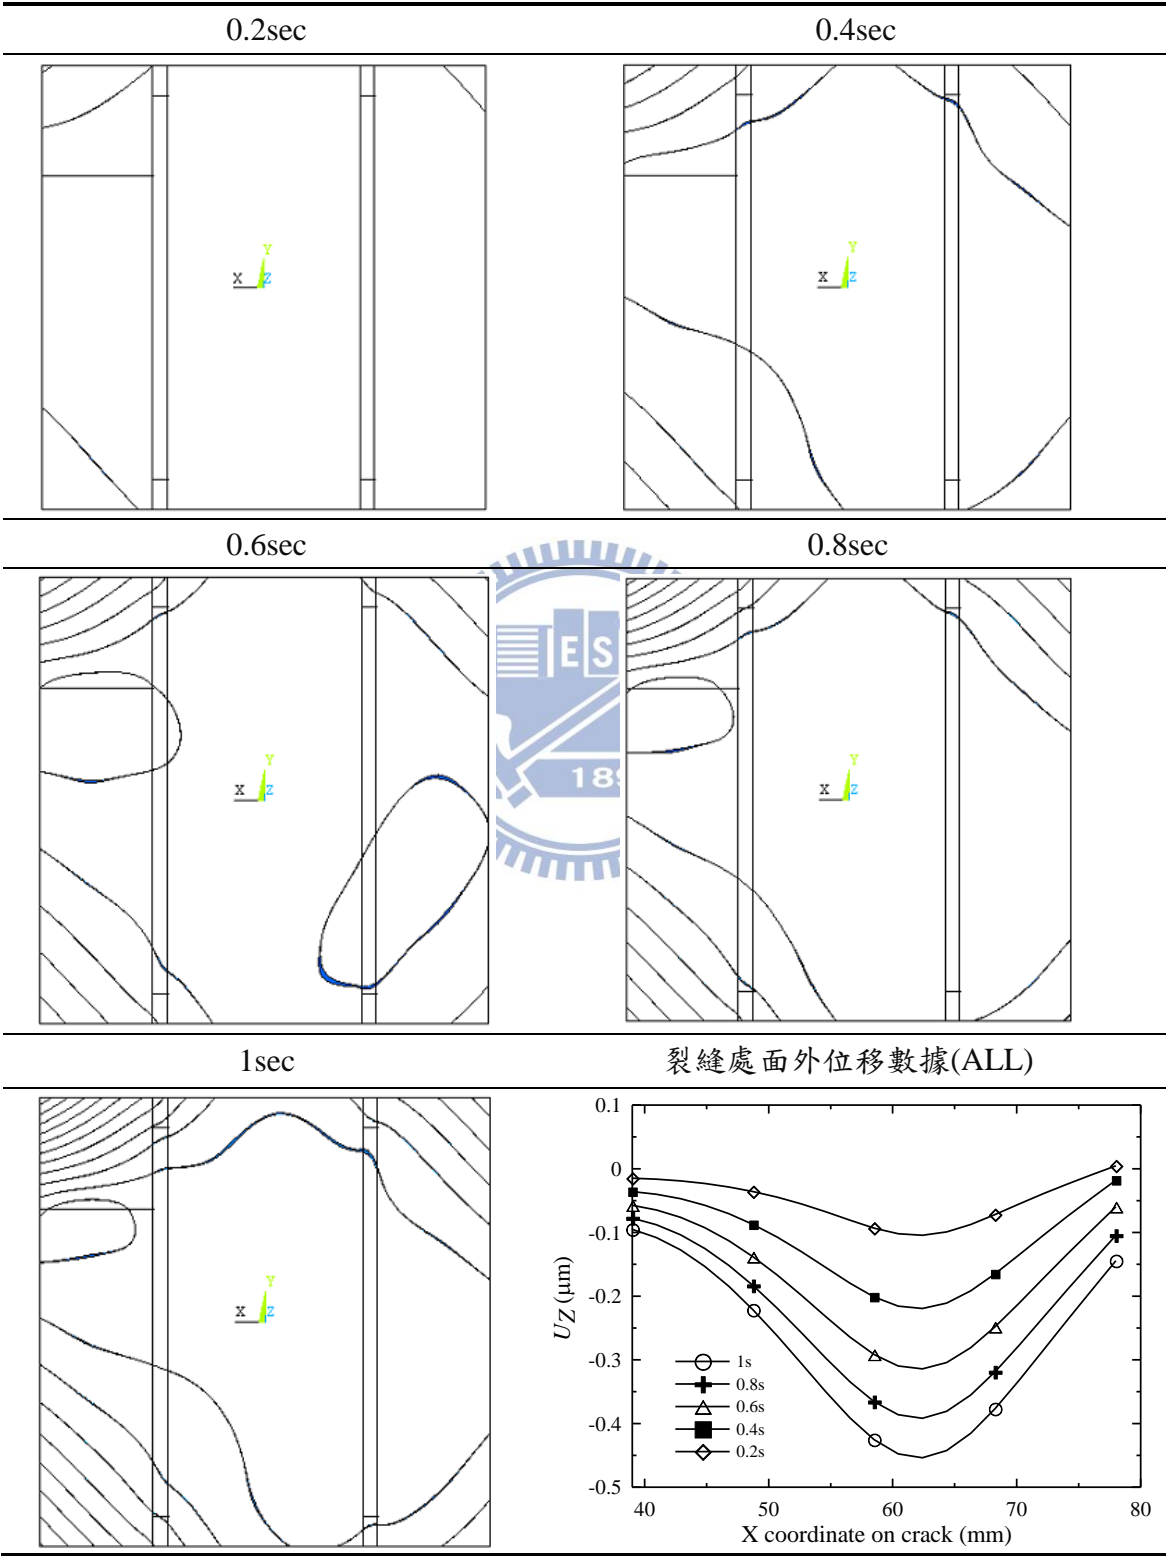 0.2sec
0.4sec
Y
X
Z
Y
X
Z
0.6sec
0.8sec
ES
189
Y
X
Z
Y
X
Z
1sec
裂縫處面外位移數據(ALL)
Y
X
Z
0.1
0
-0.1
-0.2
-0.3
-0.4
-0.5
UZ (μm)
1s
0.8s
0.6s
0.4s
0.2s
40
50
60
70
80
X coordinate on crack (mm)